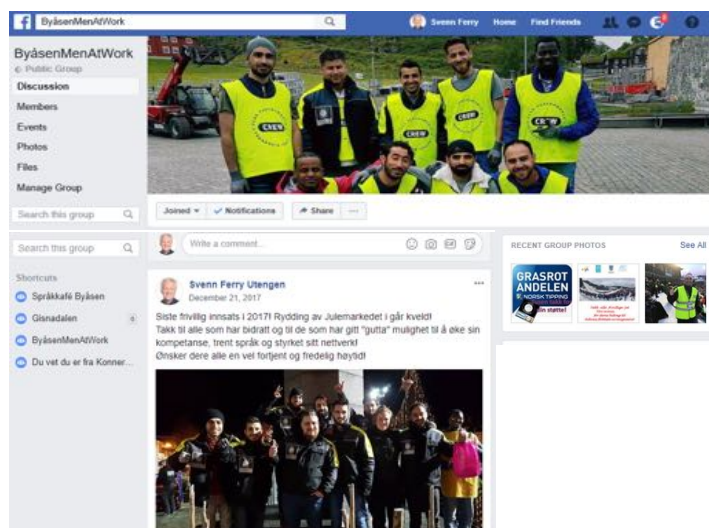 ByåsenMenAtWork
Svenn Ferry
Home
Find Friends
ByåsenMenAtWork
Public Group
Discussion
Members
Events
Photos
Files
Manage Group
Search this group
CREW
CREW
CREW
Joined
Notifications
Share
Search this group
Shortcuts
Språkkafé Byåsen
Gisnadalen
6
ByåsenMenAtWork
Du vet du er fra Konner...
Write a comment...
Svenn Ferry Utengen
December 21, 2017
Siste frivillig innsats i 2017! Rydding av Julemarkedet i går kveld!
Takk til alle som har bidratt og til de som har gitt "gutta" mulighet til å øke sin
kompetanse, trent språk og styrket sitt nettverk!
Ønsker dere alle en vel fortjent og fredelig høytid!
RECENT GROUP PHOTOS
See All
GRASROT
ANDELEN
NORSK TIPPING
din støtte!